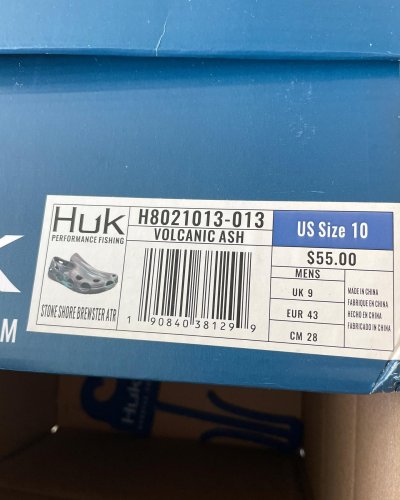 Huk
PERFORMANCE FISHING
STONE SHORE BREWSTER ATR
H8021013-013
VOLCANIC ASH
1 90840 38129 9
US Size 10
$55.00
MENS
UK 9
EUR 43
CM 28
MADE IN CHINA
FABRIQUE EN CHINA
HECHO EN CHINA
FABRICADO IN CHINA
K
M
Huk